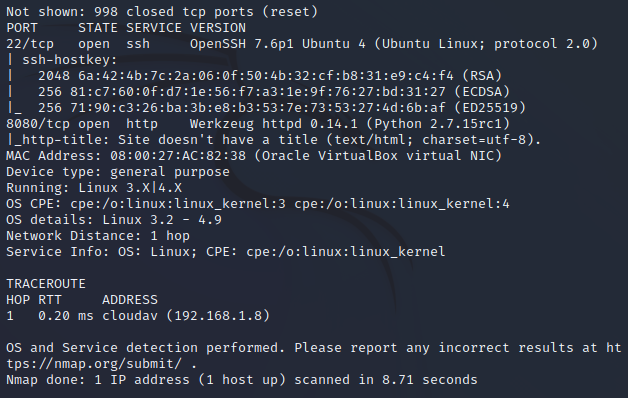 Not shown: 998 closed tcp ports (reset)
PORT     STATE SERVICE VERSION
22/tcp   open  ssh     OpenSSH 7.6p1 Ubuntu 4 (Ubuntu Linux; protocol 2.0)
| ssh-hostkey:
|   2048 6a:42:4b:7c:2a:06:0f:50:4b:32:cf:b8:31:e9:c4:f4 (RSA)
|   256 81:c7:60:0f:d7:1e:56:f7:a3:1e:9f:76:27:bd:31:27 (ECDSA)
|_  256 71:90:c3:26:ba:3b:e8:b3:53:7e:73:53:27:4d:6b:af (ED25519)
8080/tcp open  http    Werkzeug httpd 0.14.1 (Python 2.7.15rc1)
|_http-title: Site doesn't have a title (text/html; charset=utf-8).
MAC Address: 08:00:27:AC:82:38 (Oracle VirtualBox virtual NIC)
Device type: general purpose
Running: Linux 3.X|4.X
OS CPE: cpe:/o:linux:linux_kernel:3 cpe:/o:linux:linux_kernel:4
OS details: Linux 3.2 - 4.9
Network Distance: 1 hop
Service Info: OS: Linux; CPE: cpe:/o:linux:linux_kernel
TRACEROUTE
HOP RTT     ADDRESS
1   0.20 ms cloudav (192.168.1.8)
OS and Service detection performed. Please report any incorrect results at ht
tps://nmap.org/submit/ .
Nmap done: 1 IP address (1 host up) scanned in 8.71 seconds